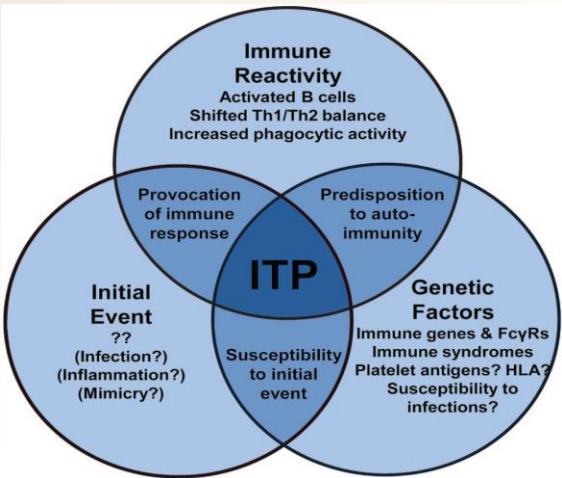 Immune
Reactivity
Activated B cells
Shifted Th1/Th2 balance
Increased phagocytic activity
Provocation
of immune
response
Predisposition
to auto-
immunity
ITP
Initial
Event
??
(Infection?)
(Inflammation?)
(Mimicry?)
Susceptibility
to initial
event
Genetic
Factors
Immune genes & FcγRs
Immune syndromes
Platelet antigens? HLA?
Susceptibility to
infections?